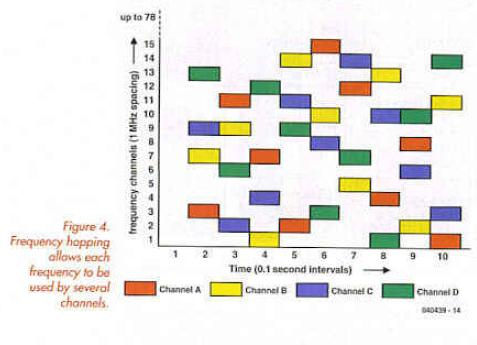 up to 78
frequency channels (1 MHz spacing)
15
14
13
12
11
10
9
8
7
6
5
4
3
2
1
1 2 3 4 5 6 7 8 9 10
Time (0.1 second intervals)
Channel A Channel B Channel C Channel D
040439 - 14
Figure 4.
Frequency hopping
allows each
frequency to be
used by several
channels.